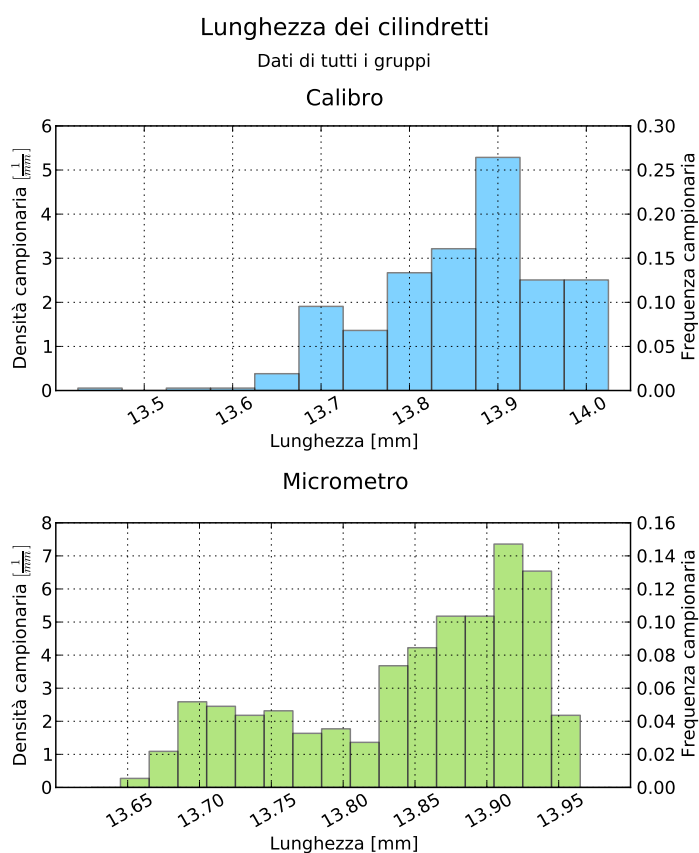 Lunghezza dei cilindretti
Dati di tutti i gruppi
Calibro
Densità campionaria [1/mm]
6
5
4
3
2
1
0
0.30
0.25
0.20
0.15
0.10
0.05
0.00
Frequenza campionaria
13.5 13.6 13.7 13.8 13.9 14.0
Lunghezza [mm]
Micrometro
Densità campionaria [1/mm]
8
7
6
5
4
3
2
1
0
0.16
0.14
0.12
0.10
0.08
0.06
0.04
0.02
0.00
Frequenza campionaria
13.65 13.70 13.75 13.80 13.85 13.90 13.95
Lunghezza [mm]